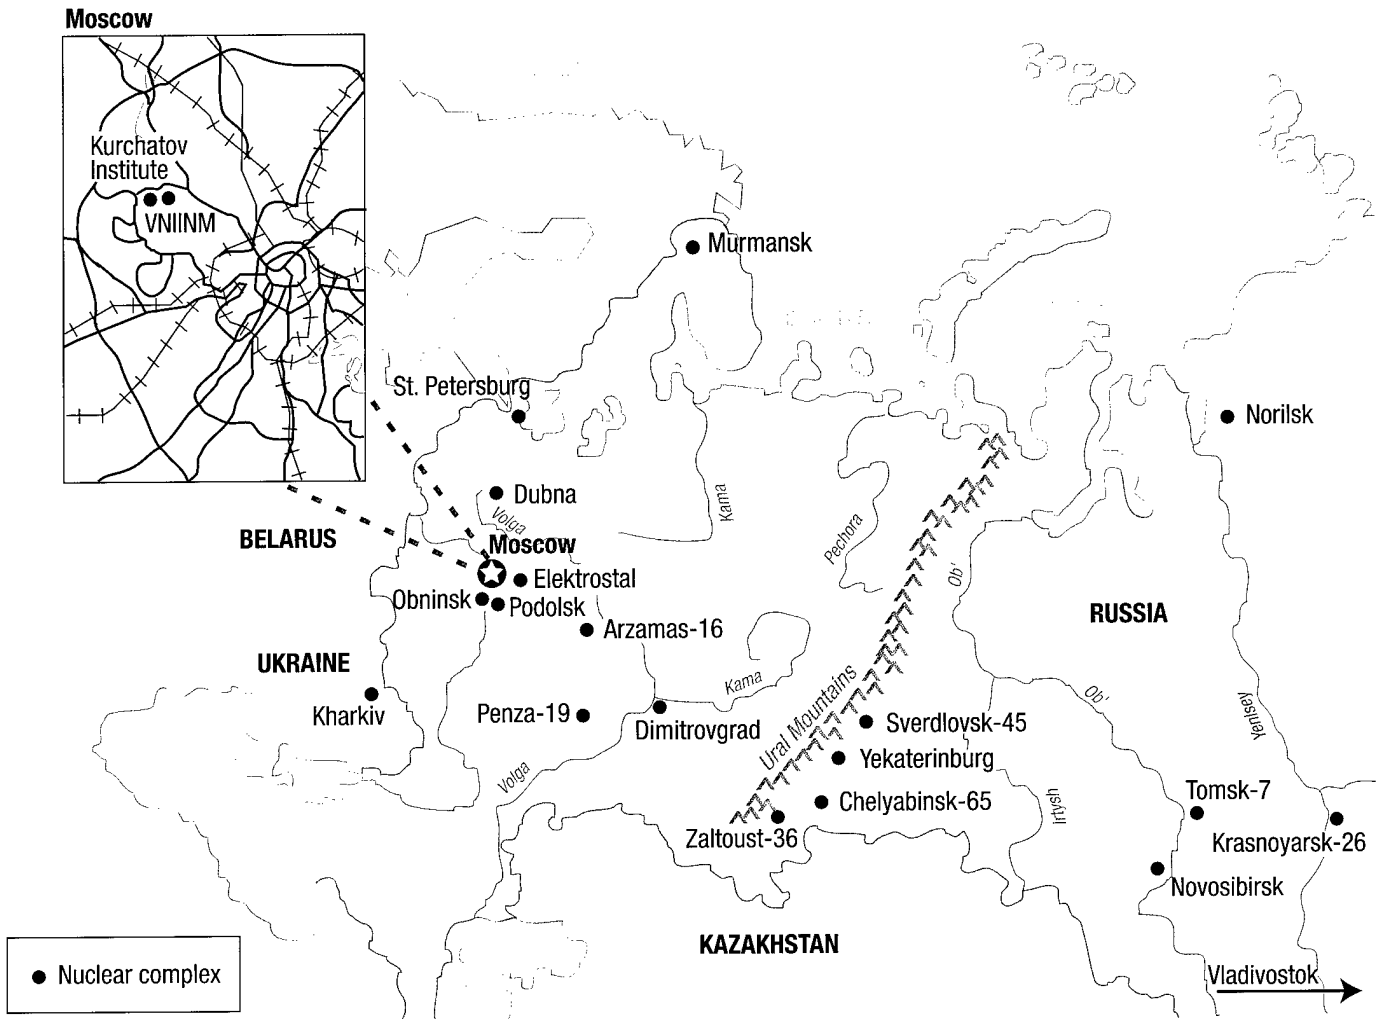 Moscow
Kurchatov
Institute
VNIINM
Murmansk
St. Petersburg
Norilsk
Dubna
Volga
Kama
Pechora
BELARUS
Moscow
Elektrostal
Ob'
Obninsk
Podolsk
RUSSIA
Arzamas-16
UKRAINE
Kama
Ural Mountains
Ob'
Yenisey
Kharkiv
Penza-19
Dimitrovgrad
Sverdlovsk-45
Yekaterinburg
Volga
Chelyabinsk-65
Irtysh
Tomsk-7
Zaltoust-36
Krasnoyarsk-26
Novosibirsk
KAZAKHSTAN
Nuclear complex
Vladivostok